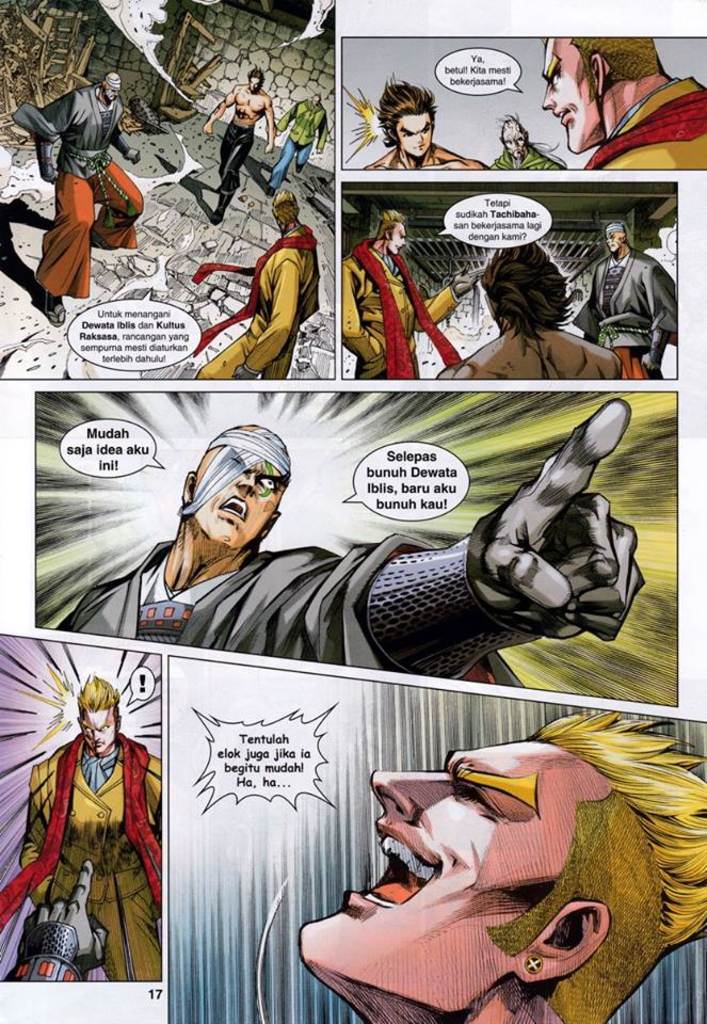 Untuk menangani
Dewata Iblis dan Kultus
Raksasa, rancangan yang
sempurna mesti diaturkan
terlebih dahulu!
Ya,
betul! Kita mesti
bekerjasama!
Tetapi
sudikah Tachibaha-
san bekerjasama lagi
dengan kami?
Mudah
saja idea aku
ini!
Selepas
bunuh Dewata
Iblis, baru aku
bunuh kau!
!
Tentulah
elok juga jika ia
begitu mudah!
Ha, ha...
17